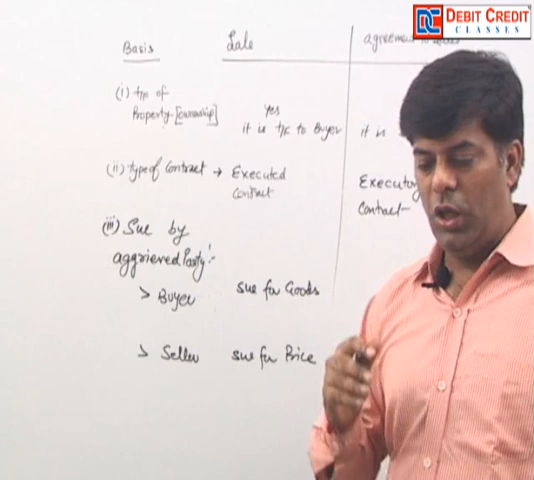 DEBIT CREDIT
CLASSES
Basis
Sale
agreement
(i) t/f of
Property [ownership]
Yes
it is t/f to Buyer
it is
(ii) type of Contract → Executed
Contract
Executory
Contract
(iii) Sue by
aggrieved Party:-
> Buyer
sue for Goods
> Seller
sue for Price